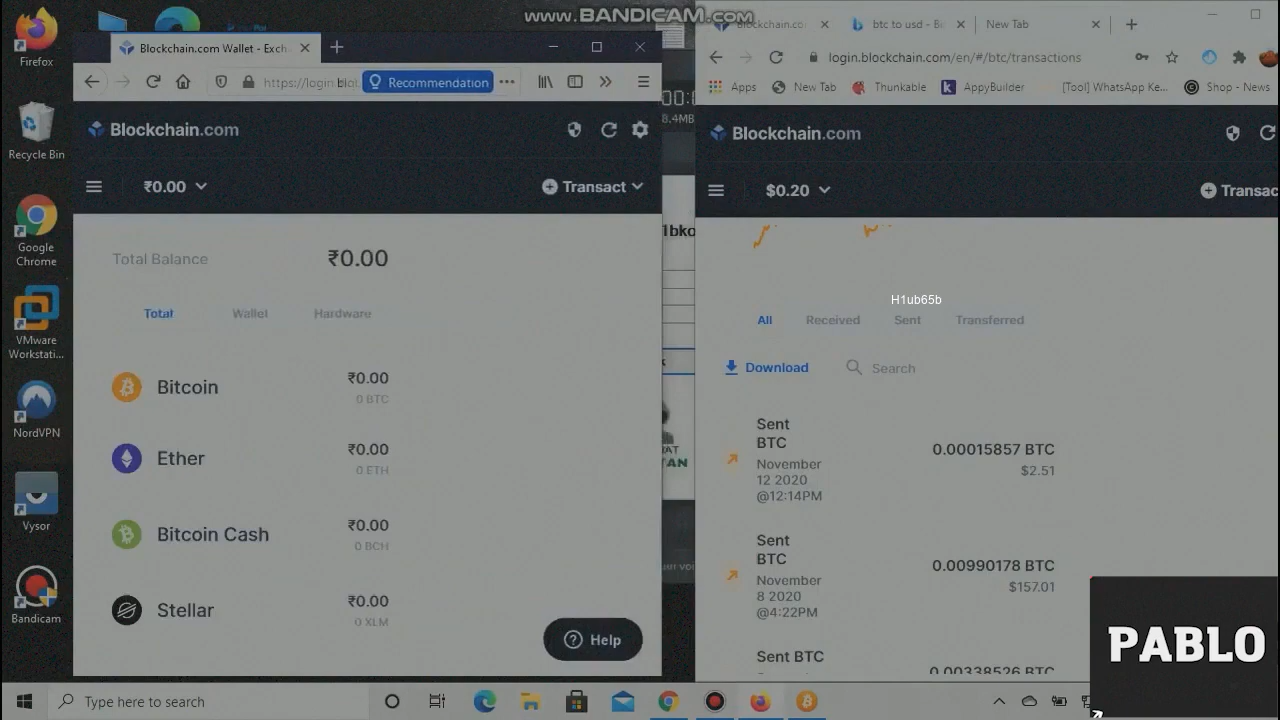 www.BANDICAM.com
Firefox
Recycle Bin
Google
Chrome
VMware
Workstati...
NordVPN
Vysor
Bandicam
Blockchain.com Wallet - Exch
Recommendation
Blockchain.com
₹0.00
Transact
Total Balance
₹0.00
Total
Wallet
Hardware
Bitcoin
₹0.00
0 BTC
Ether
₹0.00
0 ETH
Bitcoin Cash
₹0.00
0 BCH
Stellar
₹0.00
0 XLM
Help
btc to usd - Bi
New Tab
login.blockchain.com/en/#/btc/transactions
Apps
New Tab
Thunkable
AppyBuilder
[Tool] WhatsApp Ke...
Shop - News
Blockchain.com
$0.20
Transac
H1ub65b
All
Received
Sent
Transferred
Download
Search
Sent
BTC
November
12 2020
@12:14PM
0.00015857 BTC
$2.51
Sent
BTC
November
8 2020
@4:22PM
0.00990178 BTC
$157.01
Sent BTC
0.00338526 BTC
PABLO
Type here to search